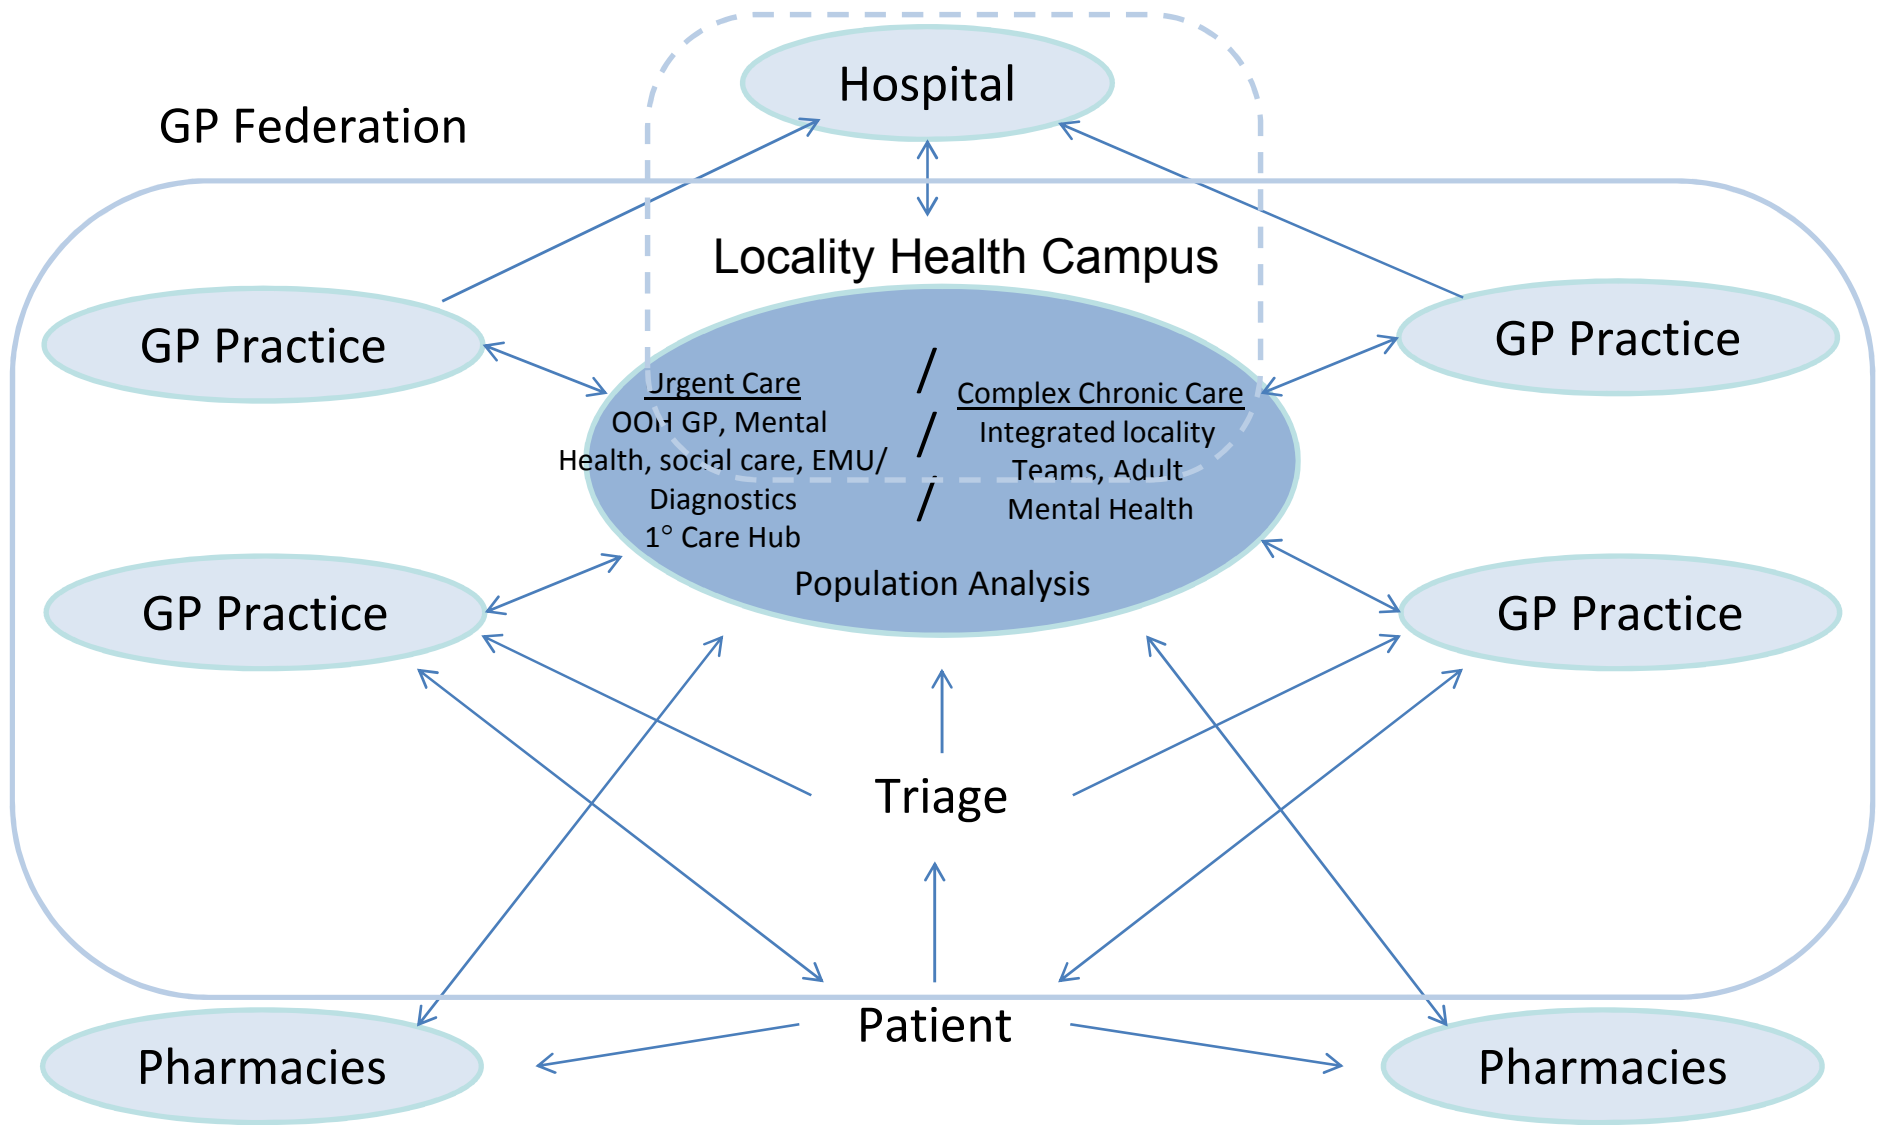 Hospital
GP Federation
Locality Health Campus
GP Practice
GP Practice
Urgent Care
OOH GP, Mental
Health, social care, EMU/
Diagnostics
1° Care Hub
/
/
/
Complex Chronic Care
Integrated locality
Teams, Adult
Mental Health
Population Analysis
GP Practice
GP Practice
Triage
Patient
Pharmacies
Pharmacies